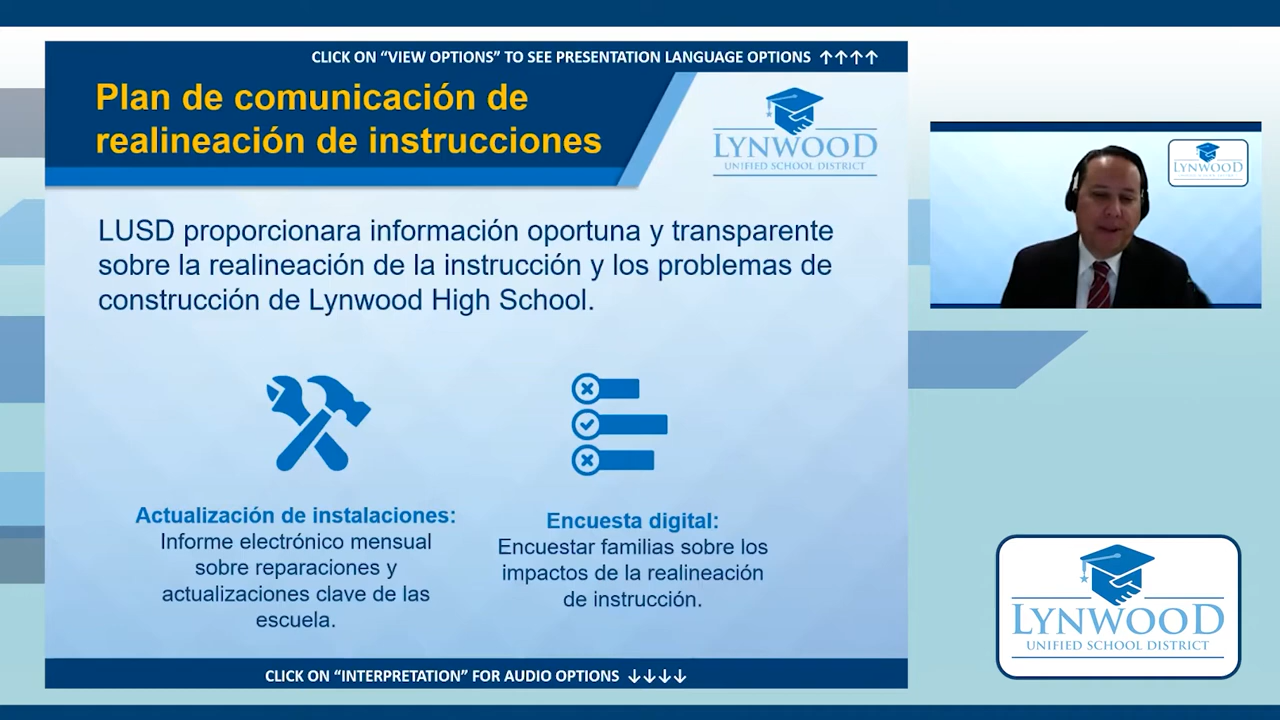 CLICK ON “VIEW OPTIONS” TO SEE PRESENTATION LANGUAGE OPTIONS ↑↑↑↑
Plan de comunicación de
realineación de instrucciones
LYNWOOD
UNIFIED SCHOOL DISTRICT
LUSD proporcionara información oportuna y transparente
sobre la realineación de la instrucción y los problemas de
construcción de Lynwood High School.
Actualización de instalaciones:
Informe electrónico mensual
sobre reparaciones y
actualizaciones clave de las
escuela.
Encuesta digital:
Encuestar familias sobre los
impactos de la realineación
de instrucción.
CLICK ON “INTERPRETATION” FOR AUDIO OPTIONS ↓↓↓↓
LYNWOOD
LYNWOOD
UNIFIED SCHOOL DISTRICT